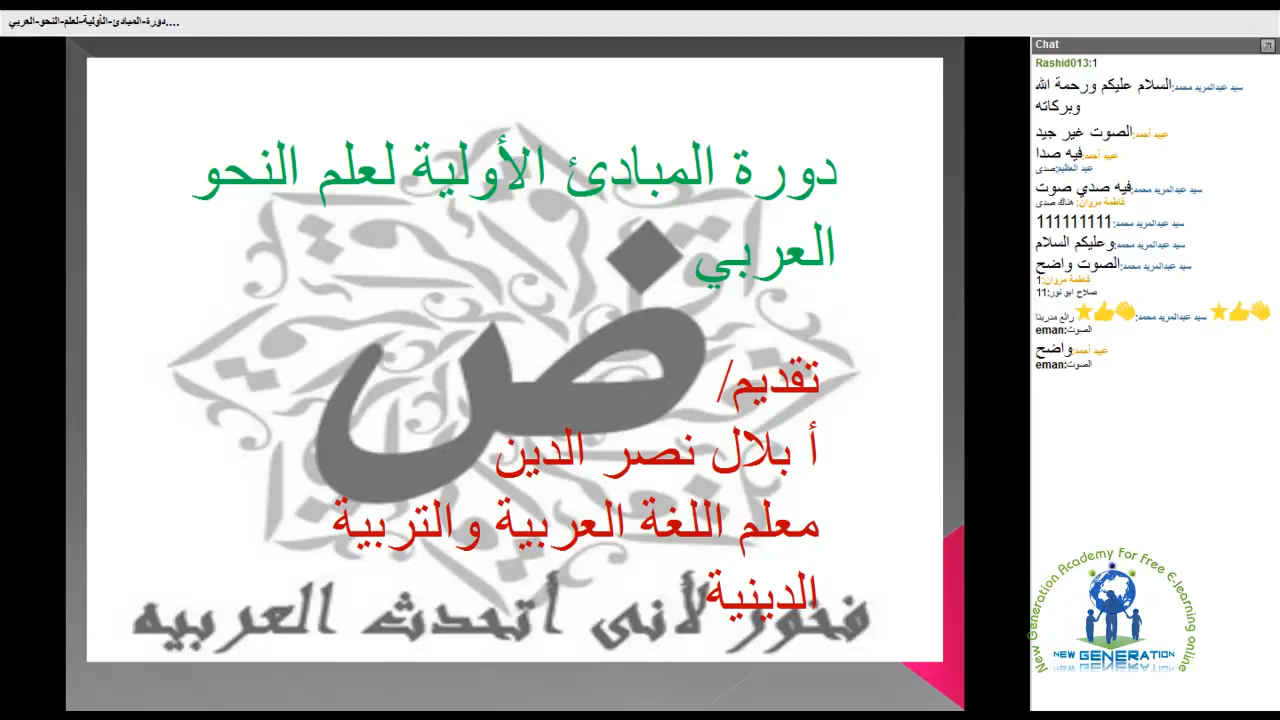 دورة-المبادئ-الأولية-لعلم-النحو-العربي....
دورة المبادئ الأولية لعلم النحو
العربي
تقديم/
أ بلال نصر الدين
معلم اللغة العربية والتربية
الدينية
فخور لأنى أتحدث العربيه
ض
Chat
Rashid013:1
سيد عبدالمريد محمد:السلام عليكم ورحمة الله
وبركاته
عبيد أحمد:الصوت غير جيد
عبيد أحمد:فيه صدا
عبد العظيم:صدى
سيد عبدالمريد محمد:فيه صدي صوت
فاطمة مروان: هناك صدى
سيد عبدالمريد محمد:111111111
سيد عبدالمريد محمد:وعليكم السلام
سيد عبدالمريد محمد:الصوت واضح
فاطمة مروان:1
صلاح ابو نور:11
سيد عبدالمريد محمد: رائع مدربنا
eman:الصوت
عبيد أحمد:واضح
eman:الصوت
New Generation Academy For Free E-learning online
NEW GENERATION